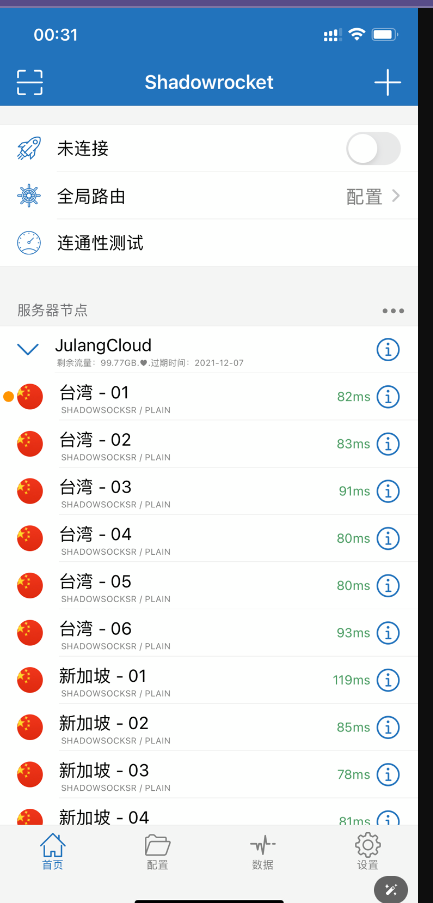 00:31
Shadowrocket
未连接
全局路由 配置
连通性测试
服务器节点
JulangCloud
剩余流量：99.77GB.♥.过期时间：2021-12-07
台湾 - 01 82ms
SHADOWSOCKSR / PLAIN
台湾 - 02 83ms
SHADOWSOCKSR / PLAIN
台湾 - 03 91ms
SHADOWSOCKSR / PLAIN
台湾 - 04 80ms
SHADOWSOCKSR / PLAIN
台湾 - 05 80ms
SHADOWSOCKSR / PLAIN
台湾 - 06 93ms
SHADOWSOCKSR / PLAIN
新加坡 - 01 119ms
SHADOWSOCKSR / PLAIN
新加坡 - 02 85ms
SHADOWSOCKSR / PLAIN
新加坡 - 03 78ms
SHADOWSOCKSR / PLAIN
新加坡 - 04 81ms
首页 配置 数据 设置